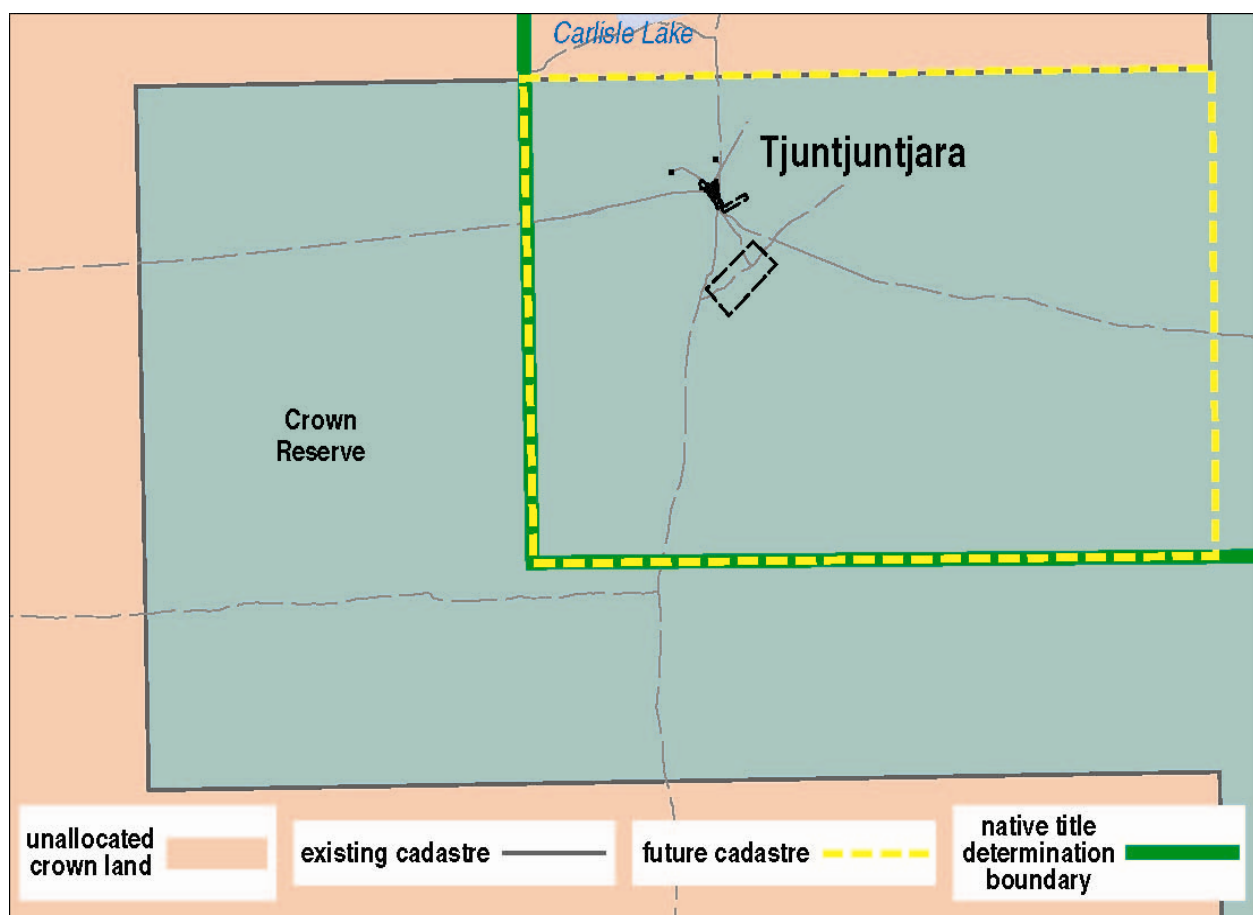 Carlisle Lake
Tjuntjuntjara
Crown
Reserve
unallocated
crown land
existing cadastre
future cadastre
native title
determination
boundary